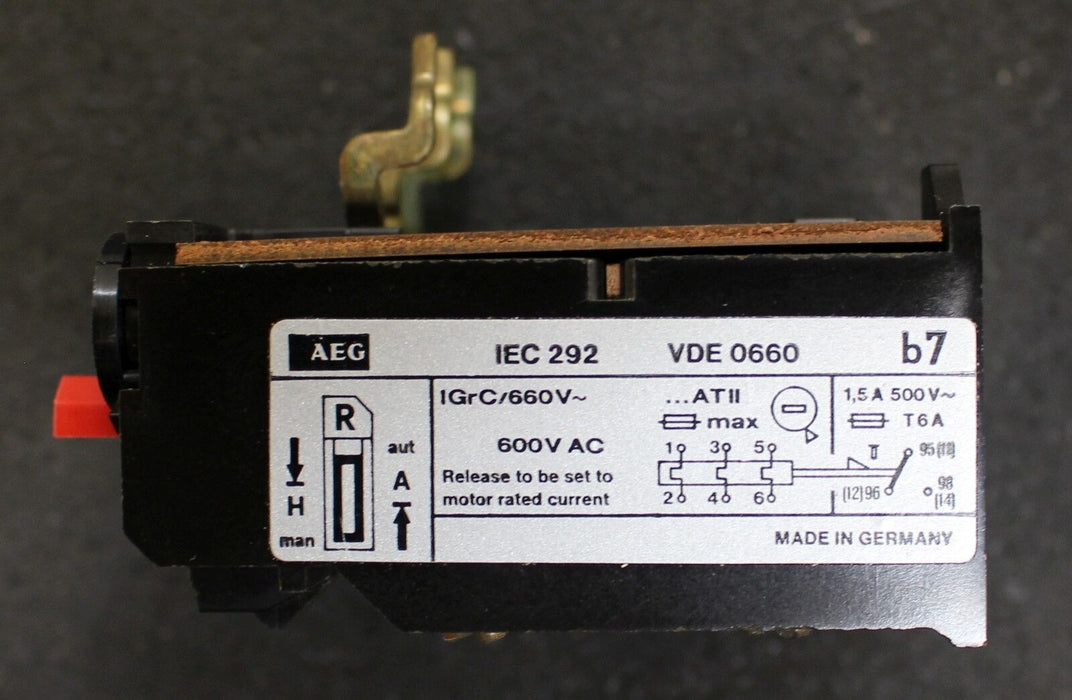 AEG IEC 292 VDE 0660 b7
R
aut
A
H
man
IGrC/660V~
600V AC
Release to be set to
motor rated current
...ATII
max
1 3 5
2 4 6
1,5A 500V~
T6A
95
(12)96
98
(14)
MADE IN GERMANY